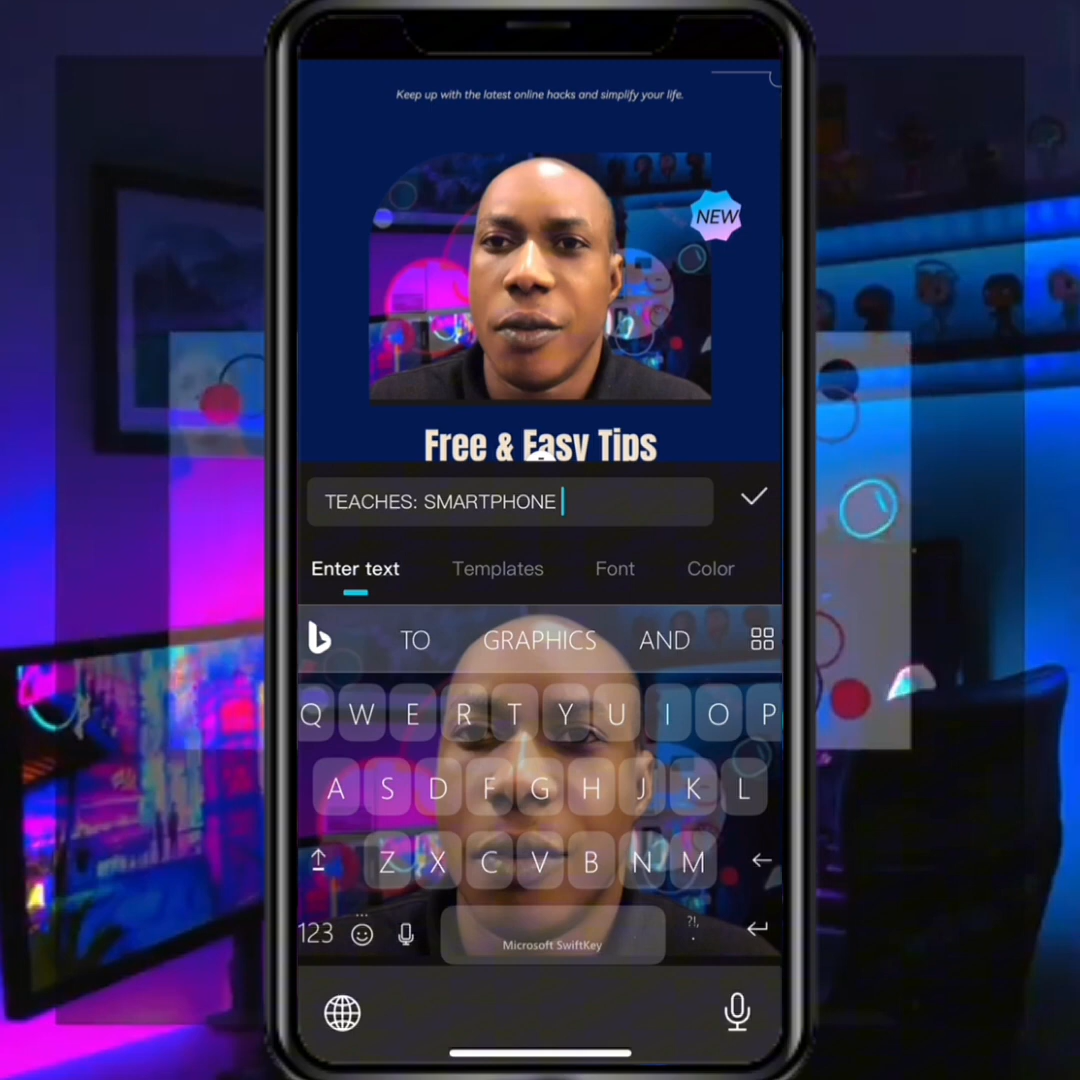 Keep up with the latest online hacks and simplify your life.
NEW
Free & Easy Tips
TEACHES: SMARTPHONE
Enter text Templates Font Color
TO GRAPHICS AND
Q W E R T Y U I O P
A S D F G H J K L
Z X C V B N M
123 ?!, .
Microsoft SwiftKey